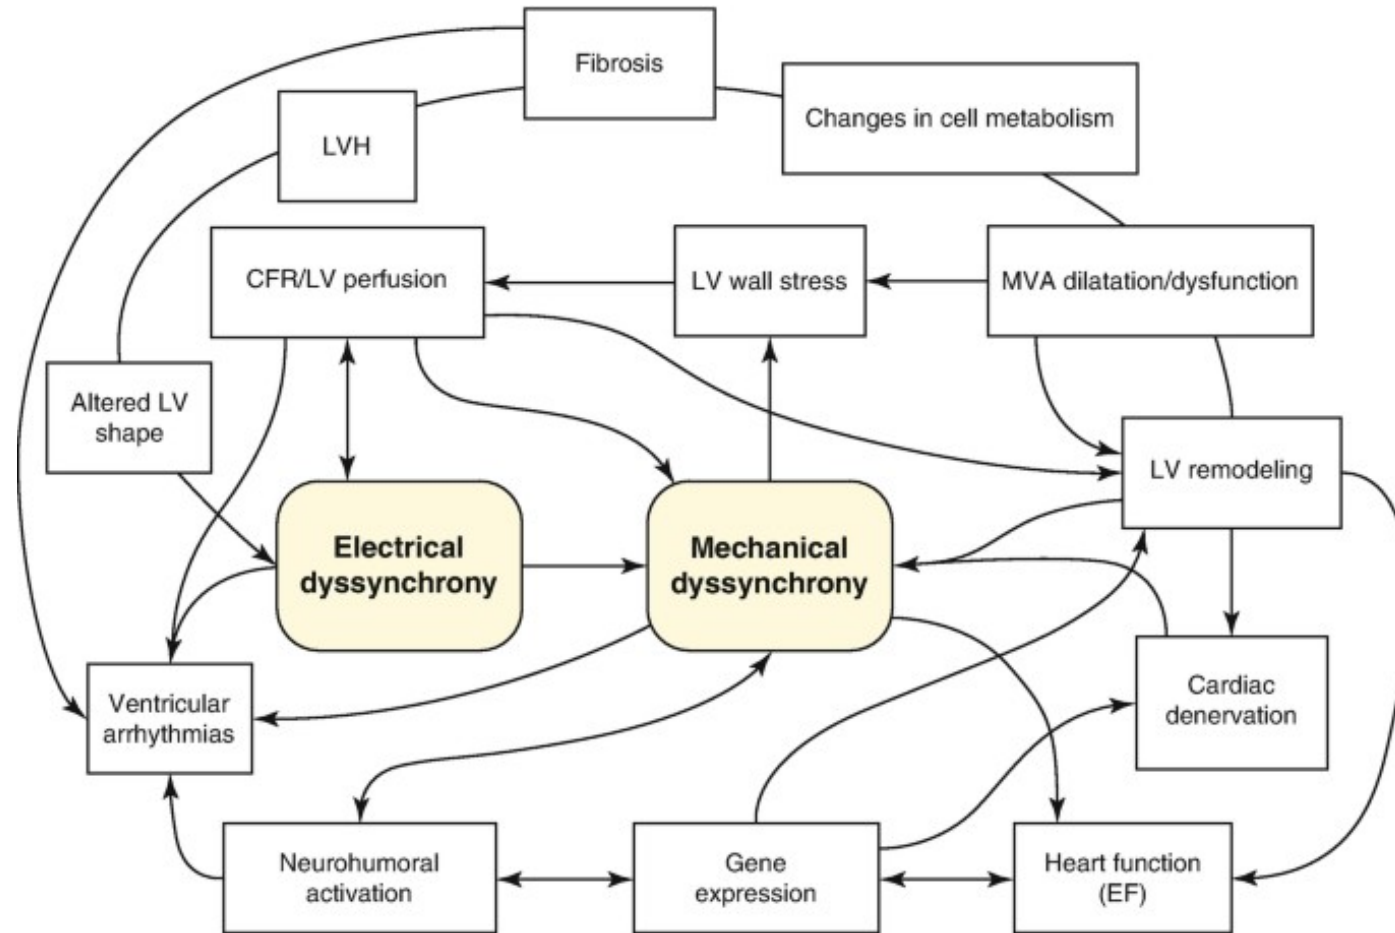 Fibrosis
Changes in cell metabolism
LVH
CFR/LV perfusion
LV wall stress
MVA dilatation/dysfunction
Altered LV
shape
LV remodeling
Electrical
dyssynchrony
Mechanical
dyssynchrony
Ventricular
arrhythmias
Cardiac
denervation
Neurohumoral
activation
Gene
expression
Heart function
(EF)